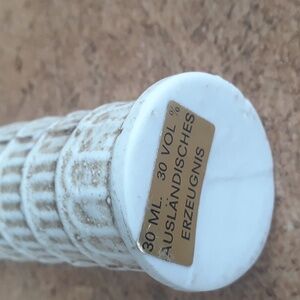 30 ML. 30 VOL %
AUSLÄNDISCHES
ERZEUGNIS